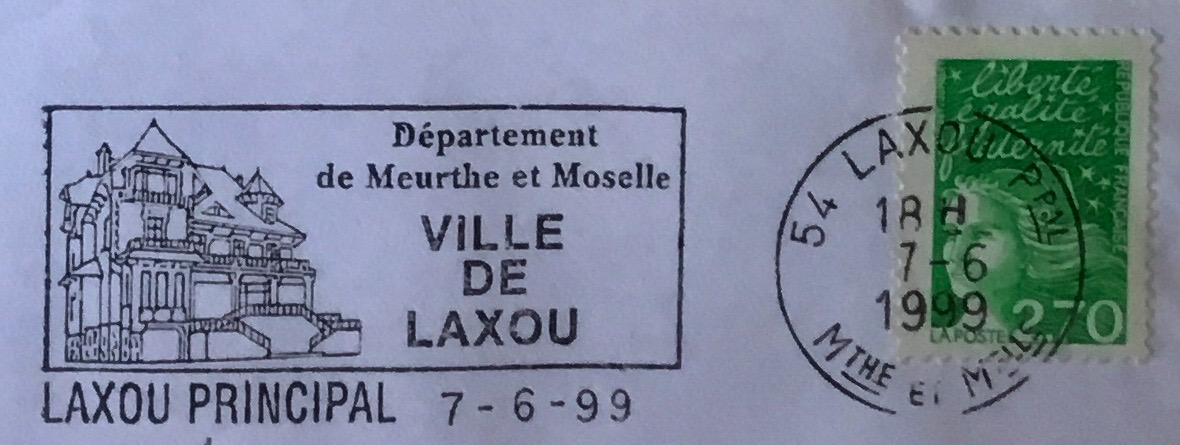 Département
de Meurthe et Moselle
VILLE
DE
LAXOU
LAXOU PRINCIPAL 7 - 6 - 99
54 LAXOU PPAL
18 H
7 - 6
1999
MTHE ET MELLE
liberté
égalité
fraternité
RÉPUBLIQUE FRANÇAISE
2,70
LA POSTE